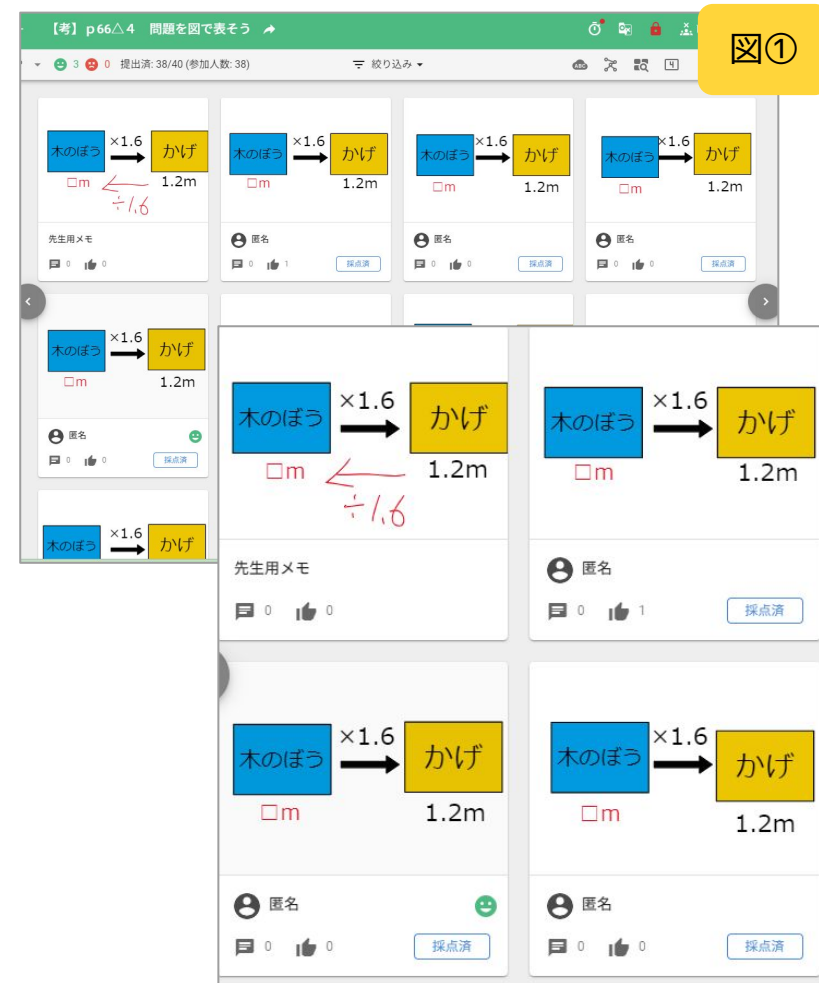 【考】p66△4 問題を図で表そう
図①
3 0 提出済: 38/40 (参加人数: 38) 絞り込み
ABC
木のぼう ×1.6 かげ
□m 1.2m
÷1.6
先生用メモ
0 0
木のぼう ×1.6 かげ
□m 1.2m
匿名
0 1 採点済
木のぼう ×1.6 かげ
□m 1.2m
匿名
0 0 採点済
木のぼう ×1.6 かげ
□m 1.2m
匿名
0 0 採点済
木のぼう ×1.6 かげ
□m 1.2m
匿名
0 0 採点済
木のぼう ×1.6 かげ
木のぼう ×1.6 かげ
□m 1.2m
÷1.6
先生用メモ
0 0
木のぼう ×1.6 かげ
□m 1.2m
匿名
0 1 採点済
木のぼう ×1.6 かげ
□m 1.2m
匿名
0 0 採点済
木のぼう ×1.6 かげ
□m 1.2m
匿名
0 0 採点済